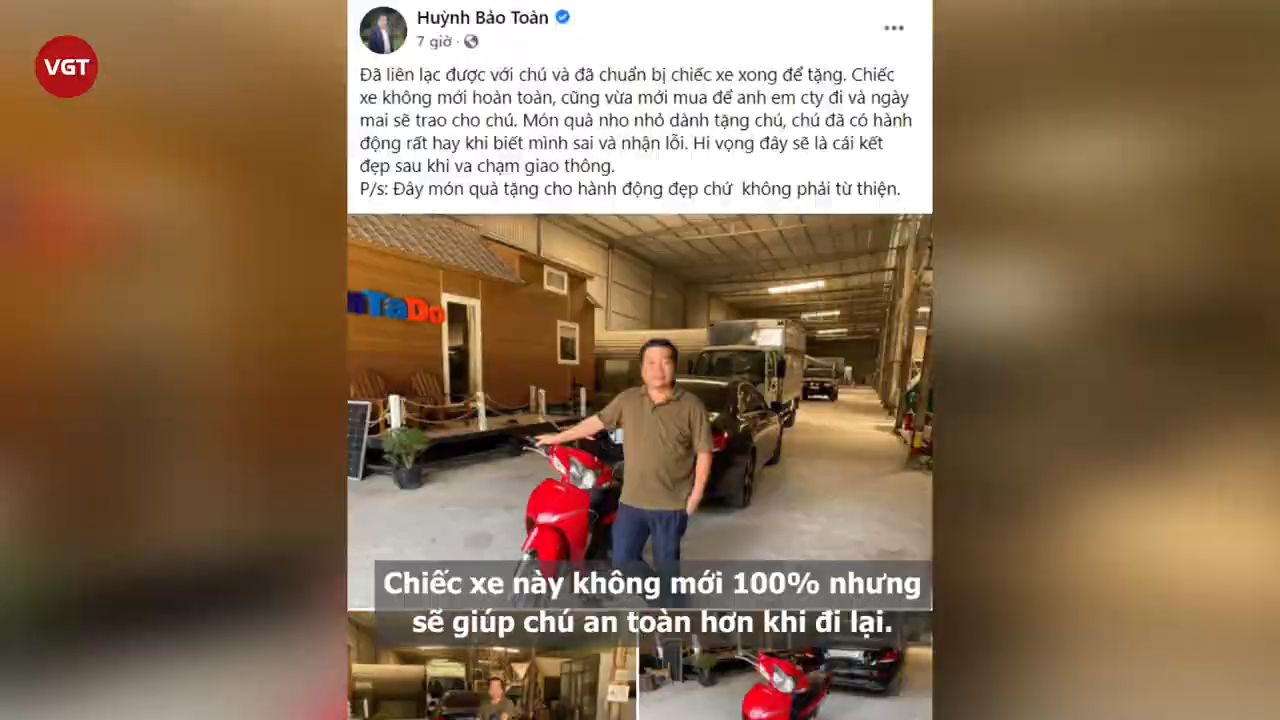 VGT
Huỳnh Bảo Toàn
7 giờ ·
Đã liên lạc được với chú và đã chuẩn bị chiếc xe xong để tặng. Chiếc
xe không mới hoàn toàn, cũng vừa mới mua để anh em cty đi và ngày
mai sẽ trao cho chú. Món quà nho nhỏ dành tặng chú, chú đã có hành
động rất hay khi biết mình sai và nhận lỗi. Hi vọng đây sẽ là cái kết
đẹp sau khi va chạm giao thông.
P/s: Đây món quà tặng cho hành động đẹp chứ không phải từ thiện.
TaDo
Chiếc xe này không mới 100% nhưng
sẽ giúp chú an toàn hơn khi đi lại.